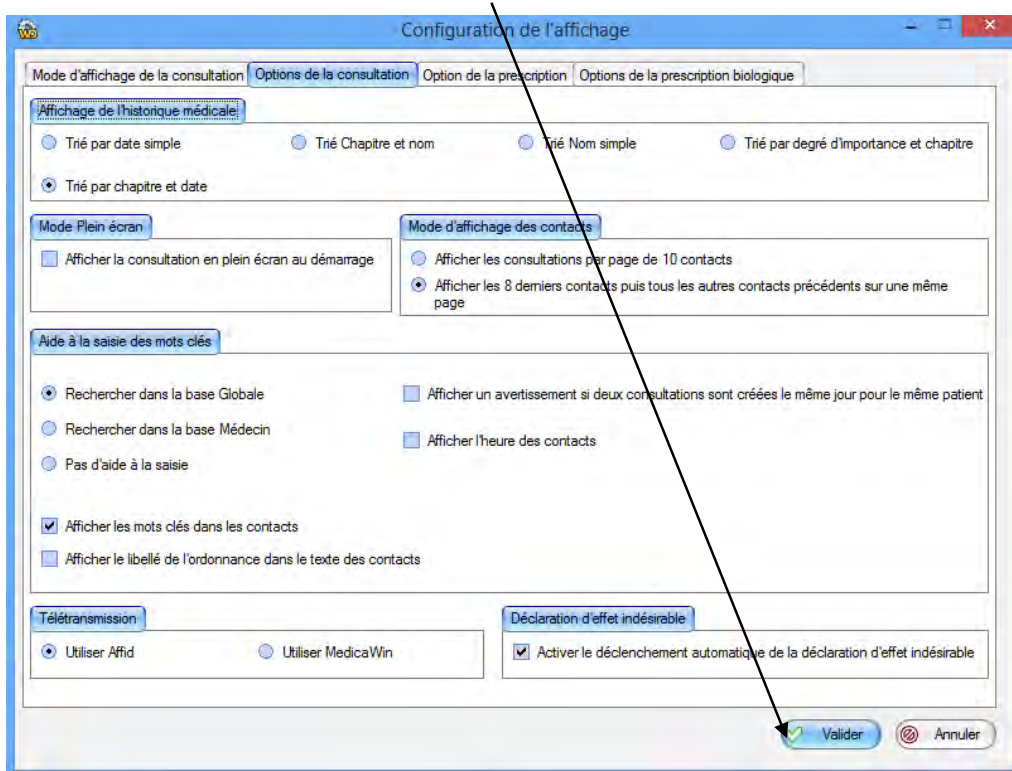 Configuration de l'affichage
Mode d'affichage de la consultation Options de la consultation Option de la prescription Options de la prescription biologique
Affichage de l'historique médicale
Trié par date simple Trié Chapitre et nom Trié Nom simple Trié par degré d'importance et chapitre
Trié par chapitre et date
Mode Plein écran Mode d'affichage des contacts
Afficher la consultation en plein écran au démarrage Afficher les consultations par page de 10 contacts
Afficher les 8 derniers contacts puis tous les autres contacts précédents sur une même
page
Aide à la saisie des mots clés
Rechercher dans la base Globale Afficher un avertissement si deux consultations sont créées le même jour pour le même patient
Rechercher dans la base Médecin Afficher l'heure des contacts
Pas d'aide à la saisie
Afficher les mots clés dans les contacts
Afficher le libellé de l'ordonnance dans le texte des contacts
Télétransmission Déclaration d'effet indésirable
Utiliser Affid Utiliser MedicaWin Activer le déclenchement automatique de la déclaration d'effet indésirable
Valider Annuler